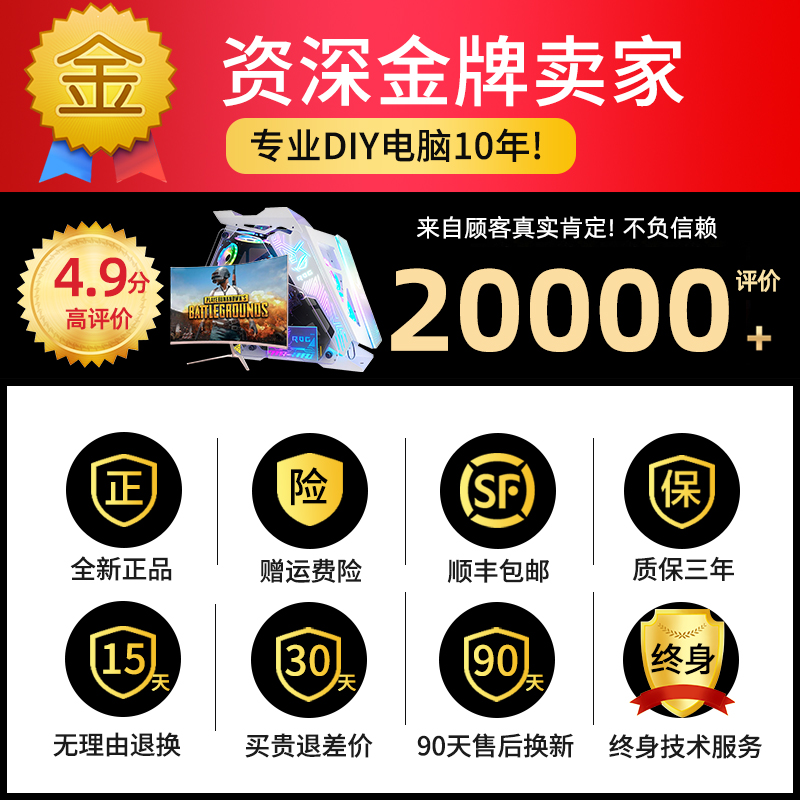 金
资深金牌卖家
专业DIY电脑10年!
4.9分
高评价
PLAYERUNKNOWN'S
BATTLEGROUNDS
ROG
来自顾客真实肯定! 不负信赖
20000+
评价
正
全新正品
险
赠运费险
SF
顺丰包邮
保
质保三年
15天
无理由退换
30天
买贵退差价
90天
90天售后换新
终身
终身技术服务